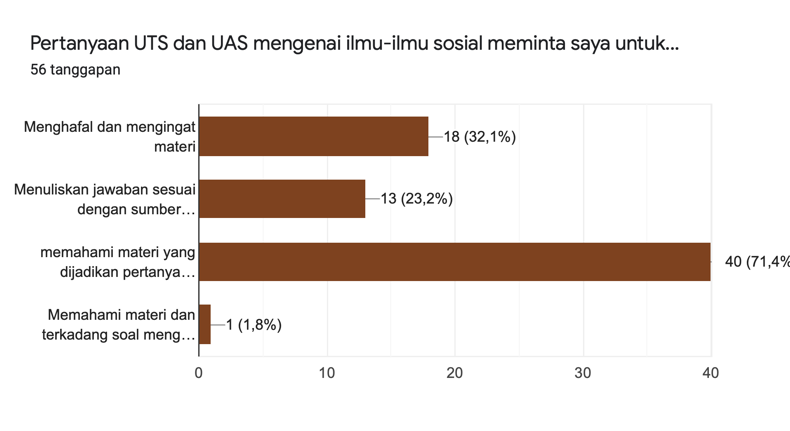 Pertanyaan UTS dan UAS mengenai ilmu-ilmu sosial meminta saya untuk...
56 tanggapan
Menghafal dan mengingat
materi
18 (32,1%)
Menuliskan jawaban sesuai
dengan sumber…
13 (23,2%)
memahami materi yang
dijadikan pertanya…
40 (71,4%
Memahami materi dan
terkadang soal meng…
1 (1,8%)
0 10 20 30 40